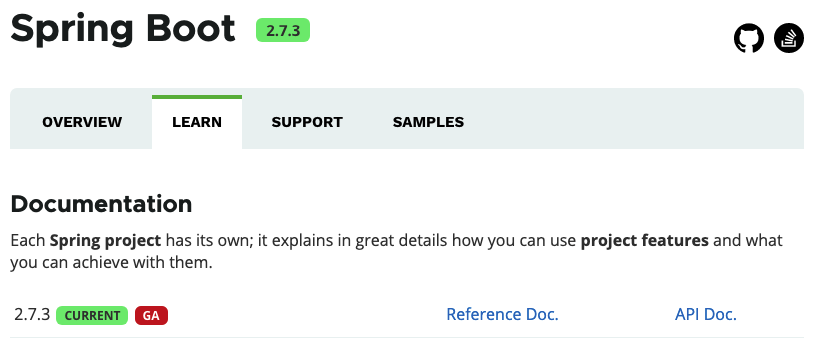 Spring Boot 2.7.3
OVERVIEW LEARN SUPPORT SAMPLES
Documentation
Each Spring project has its own; it explains in great details how you can use project features and what
you can achieve with them.
2.7.3 CURRENT GA Reference Doc. API Doc.